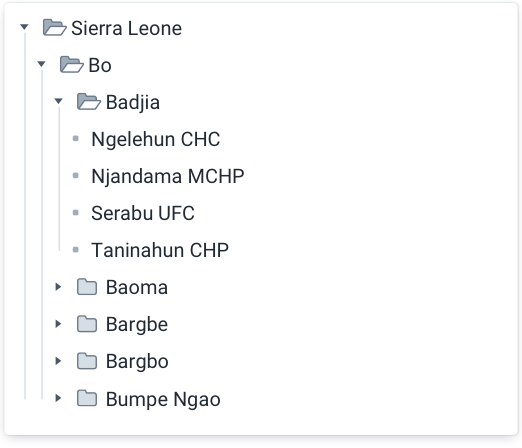 Sierra Leone
Bo
Badjia
Ngelehun CHC
Njandama MCHP
Serabu UFC
Taninahun CHP
Baoma
Bargbe
Bargbo
Bumpe Ngao